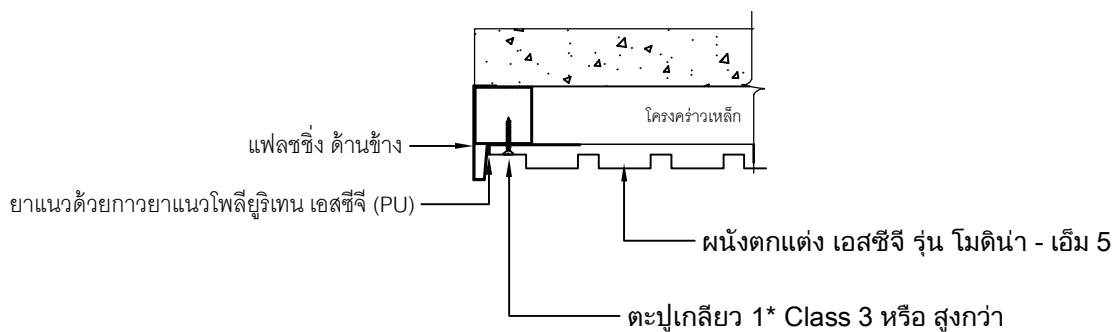 โครงคร่าวเหล็ก
แฟลชชิ่ง ด้านข้าง
ยาแนวด้วยกาวยาแนวโพลียูริเทน เอสซีจี (PU)
ผนังตกแต่ง เอสซีจี รุ่น โมดิน่า - เอ็ม 5
ตะปูเกลียว 1* Class 3 หรือ สูงกว่า